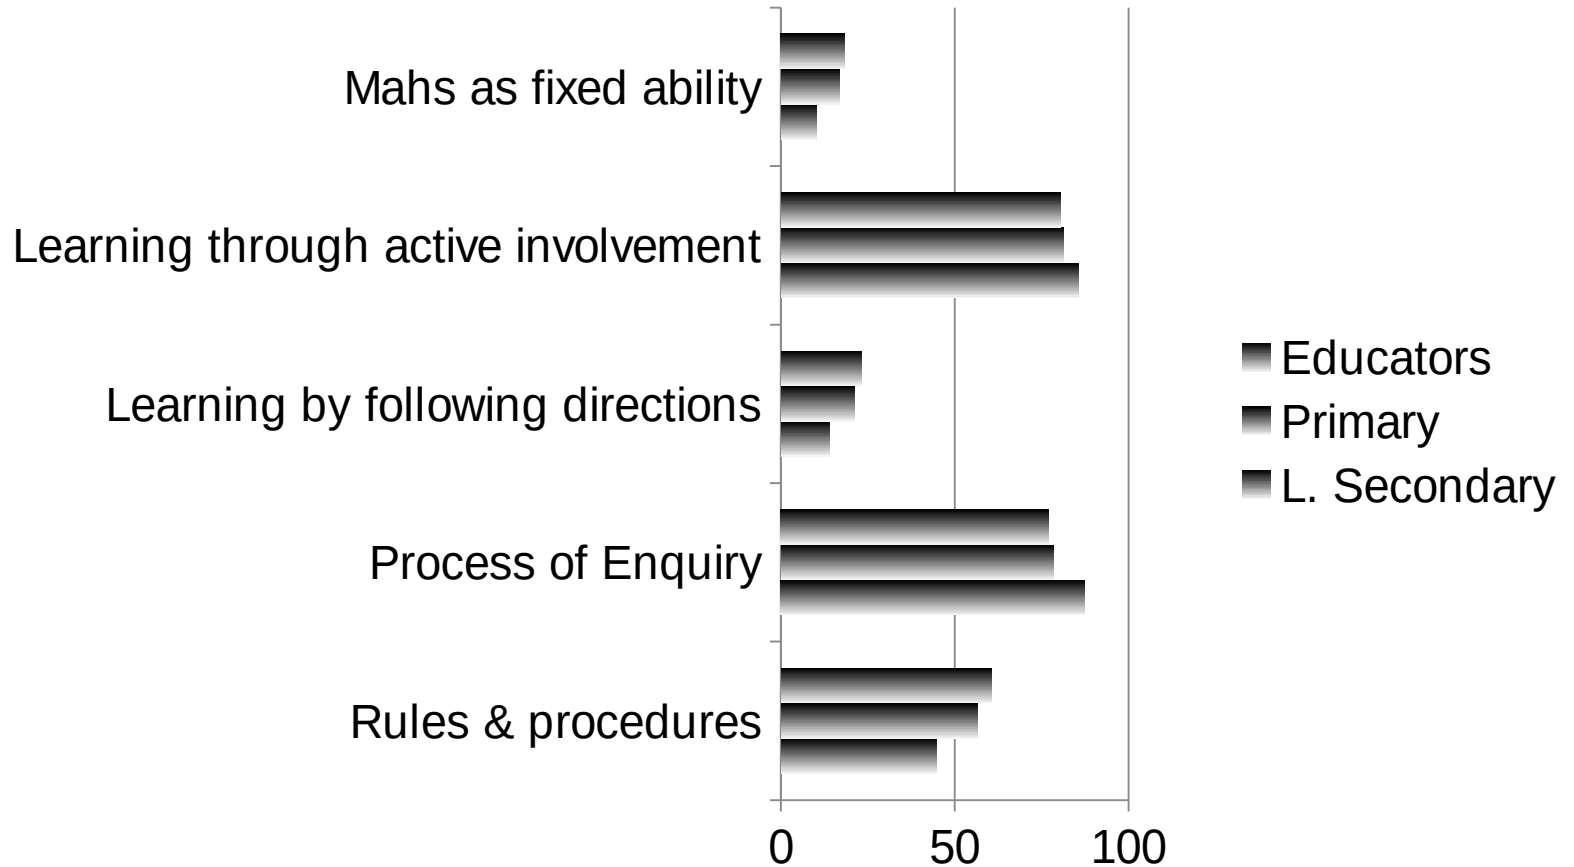 Mahs as fixed ability
Learning through active involvement
Learning by following directions
Process of Enquiry
Rules & procedures
0 50 100
Educators
Primary
L. Secondary